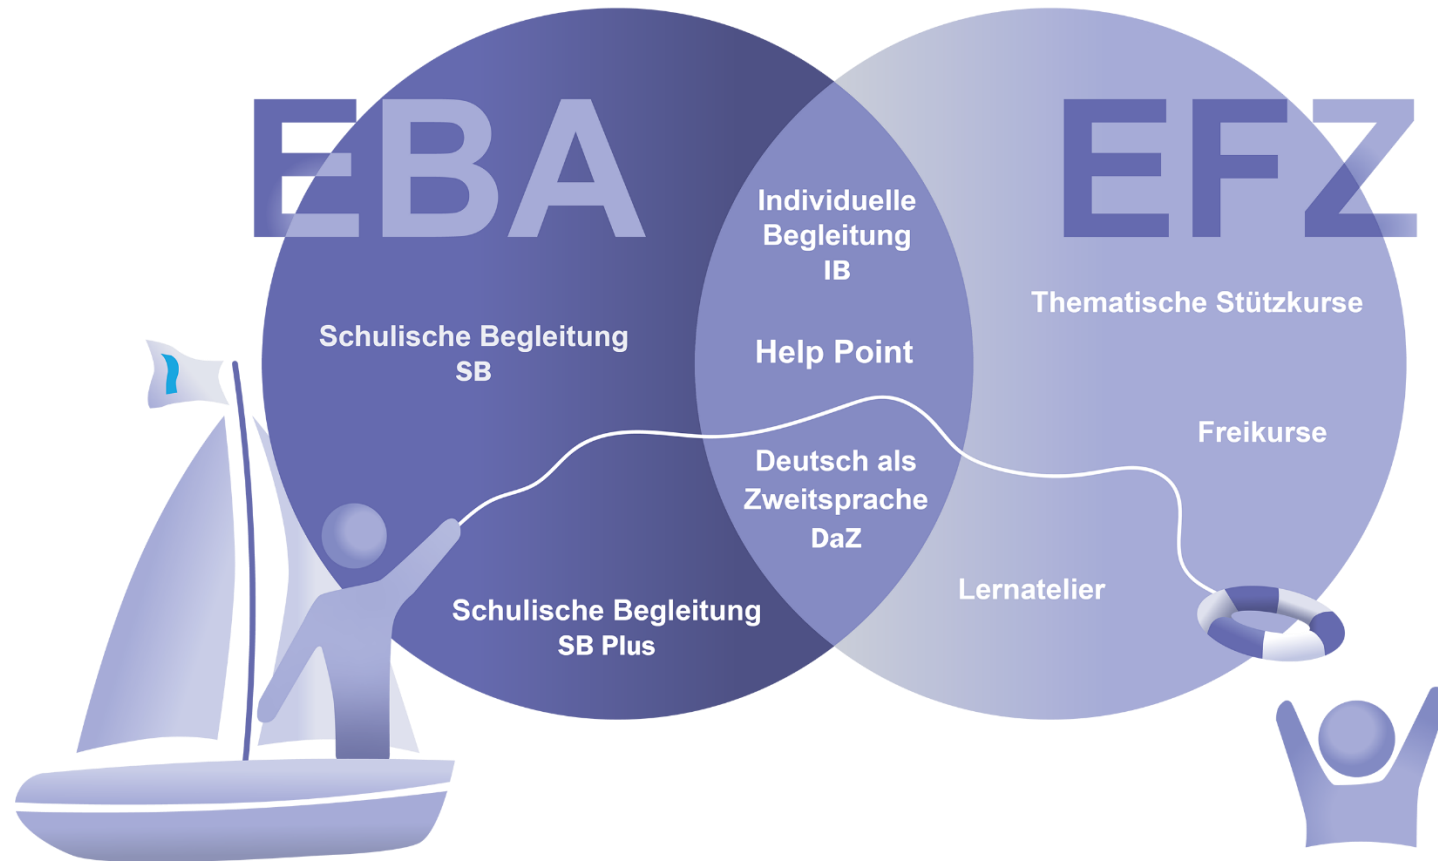 EBA
EFZ
Schulische Begleitung
SB
Schulische Begleitung
SB Plus
Individuelle
Begleitung
IB
Help Point
Deutsch als
Zweitsprache
DaZ
Thematische Stützkurse
Freikurse
Lernatelier